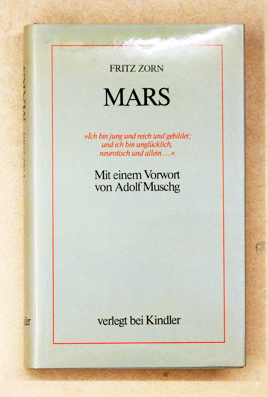 FRITZ ZORN
MARS
»Ich bin jung und reich und gebildet;
und ich bin unglücklich,
neurotisch und allein . . .«
Mit einem Vorwort
von Adolf Muschg
verlegt bei Kindler